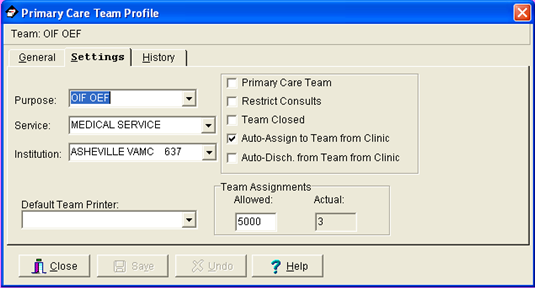 Primary Care Team Profile
Team: OIF OEF
General Settings History
Purpose: OIF OEF
Service: MEDICAL SERVICE
Institution: ASHEVILLE VAMC 637
Primary Care Team
Restrict Consults
Team Closed
Auto-Assign to Team from Clinic
Auto-Disch. from Team from Clinic
Default Team Printer:
Team Assignments
Allowed: Actual:
5000 3
Close Save Undo Help